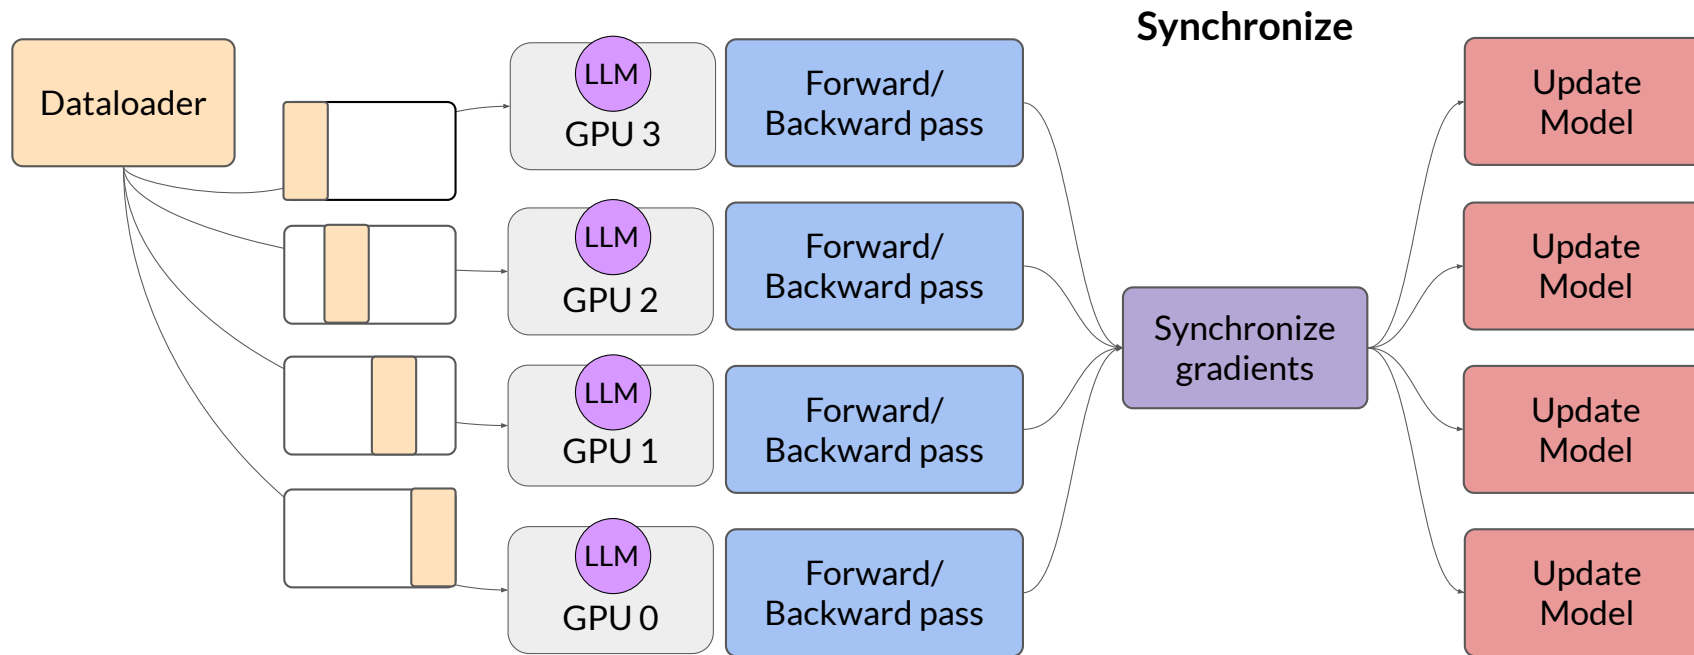 Synchronize
Dataloader
LLM
GPU 3
Forward/
Backward pass
Update
Model
LLM
GPU 2
Forward/
Backward pass
Update
Model
Synchronize
gradients
LLM
GPU 1
Forward/
Backward pass
Update
Model
LLM
GPU 0
Forward/
Backward pass
Update
Model